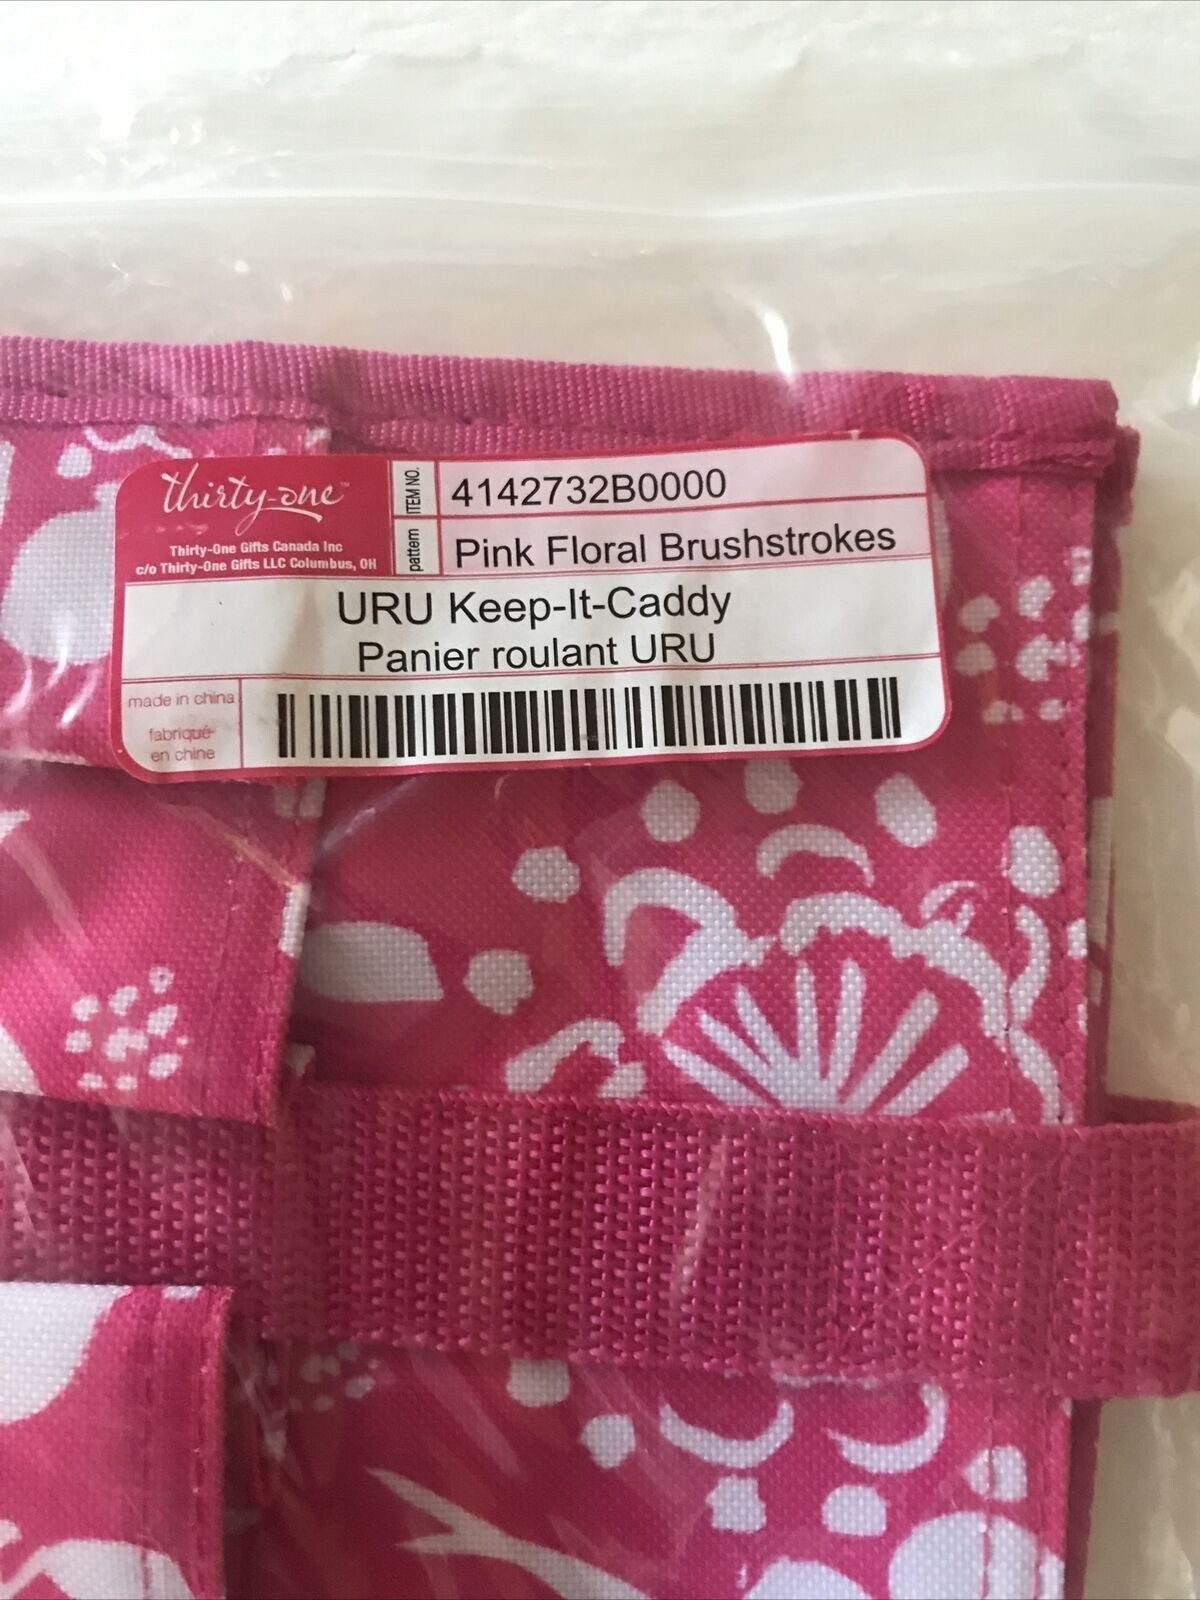 thirty-one™
Thirty-One Gifts Canada Inc
c/o Thirty-One Gifts LLC Columbus, OH
ITEM NO.
4142732B0000
pattern
Pink Floral Brushstrokes
URU Keep-It-Caddy
Panier roulant URU
made in china
fabriqué
en chine